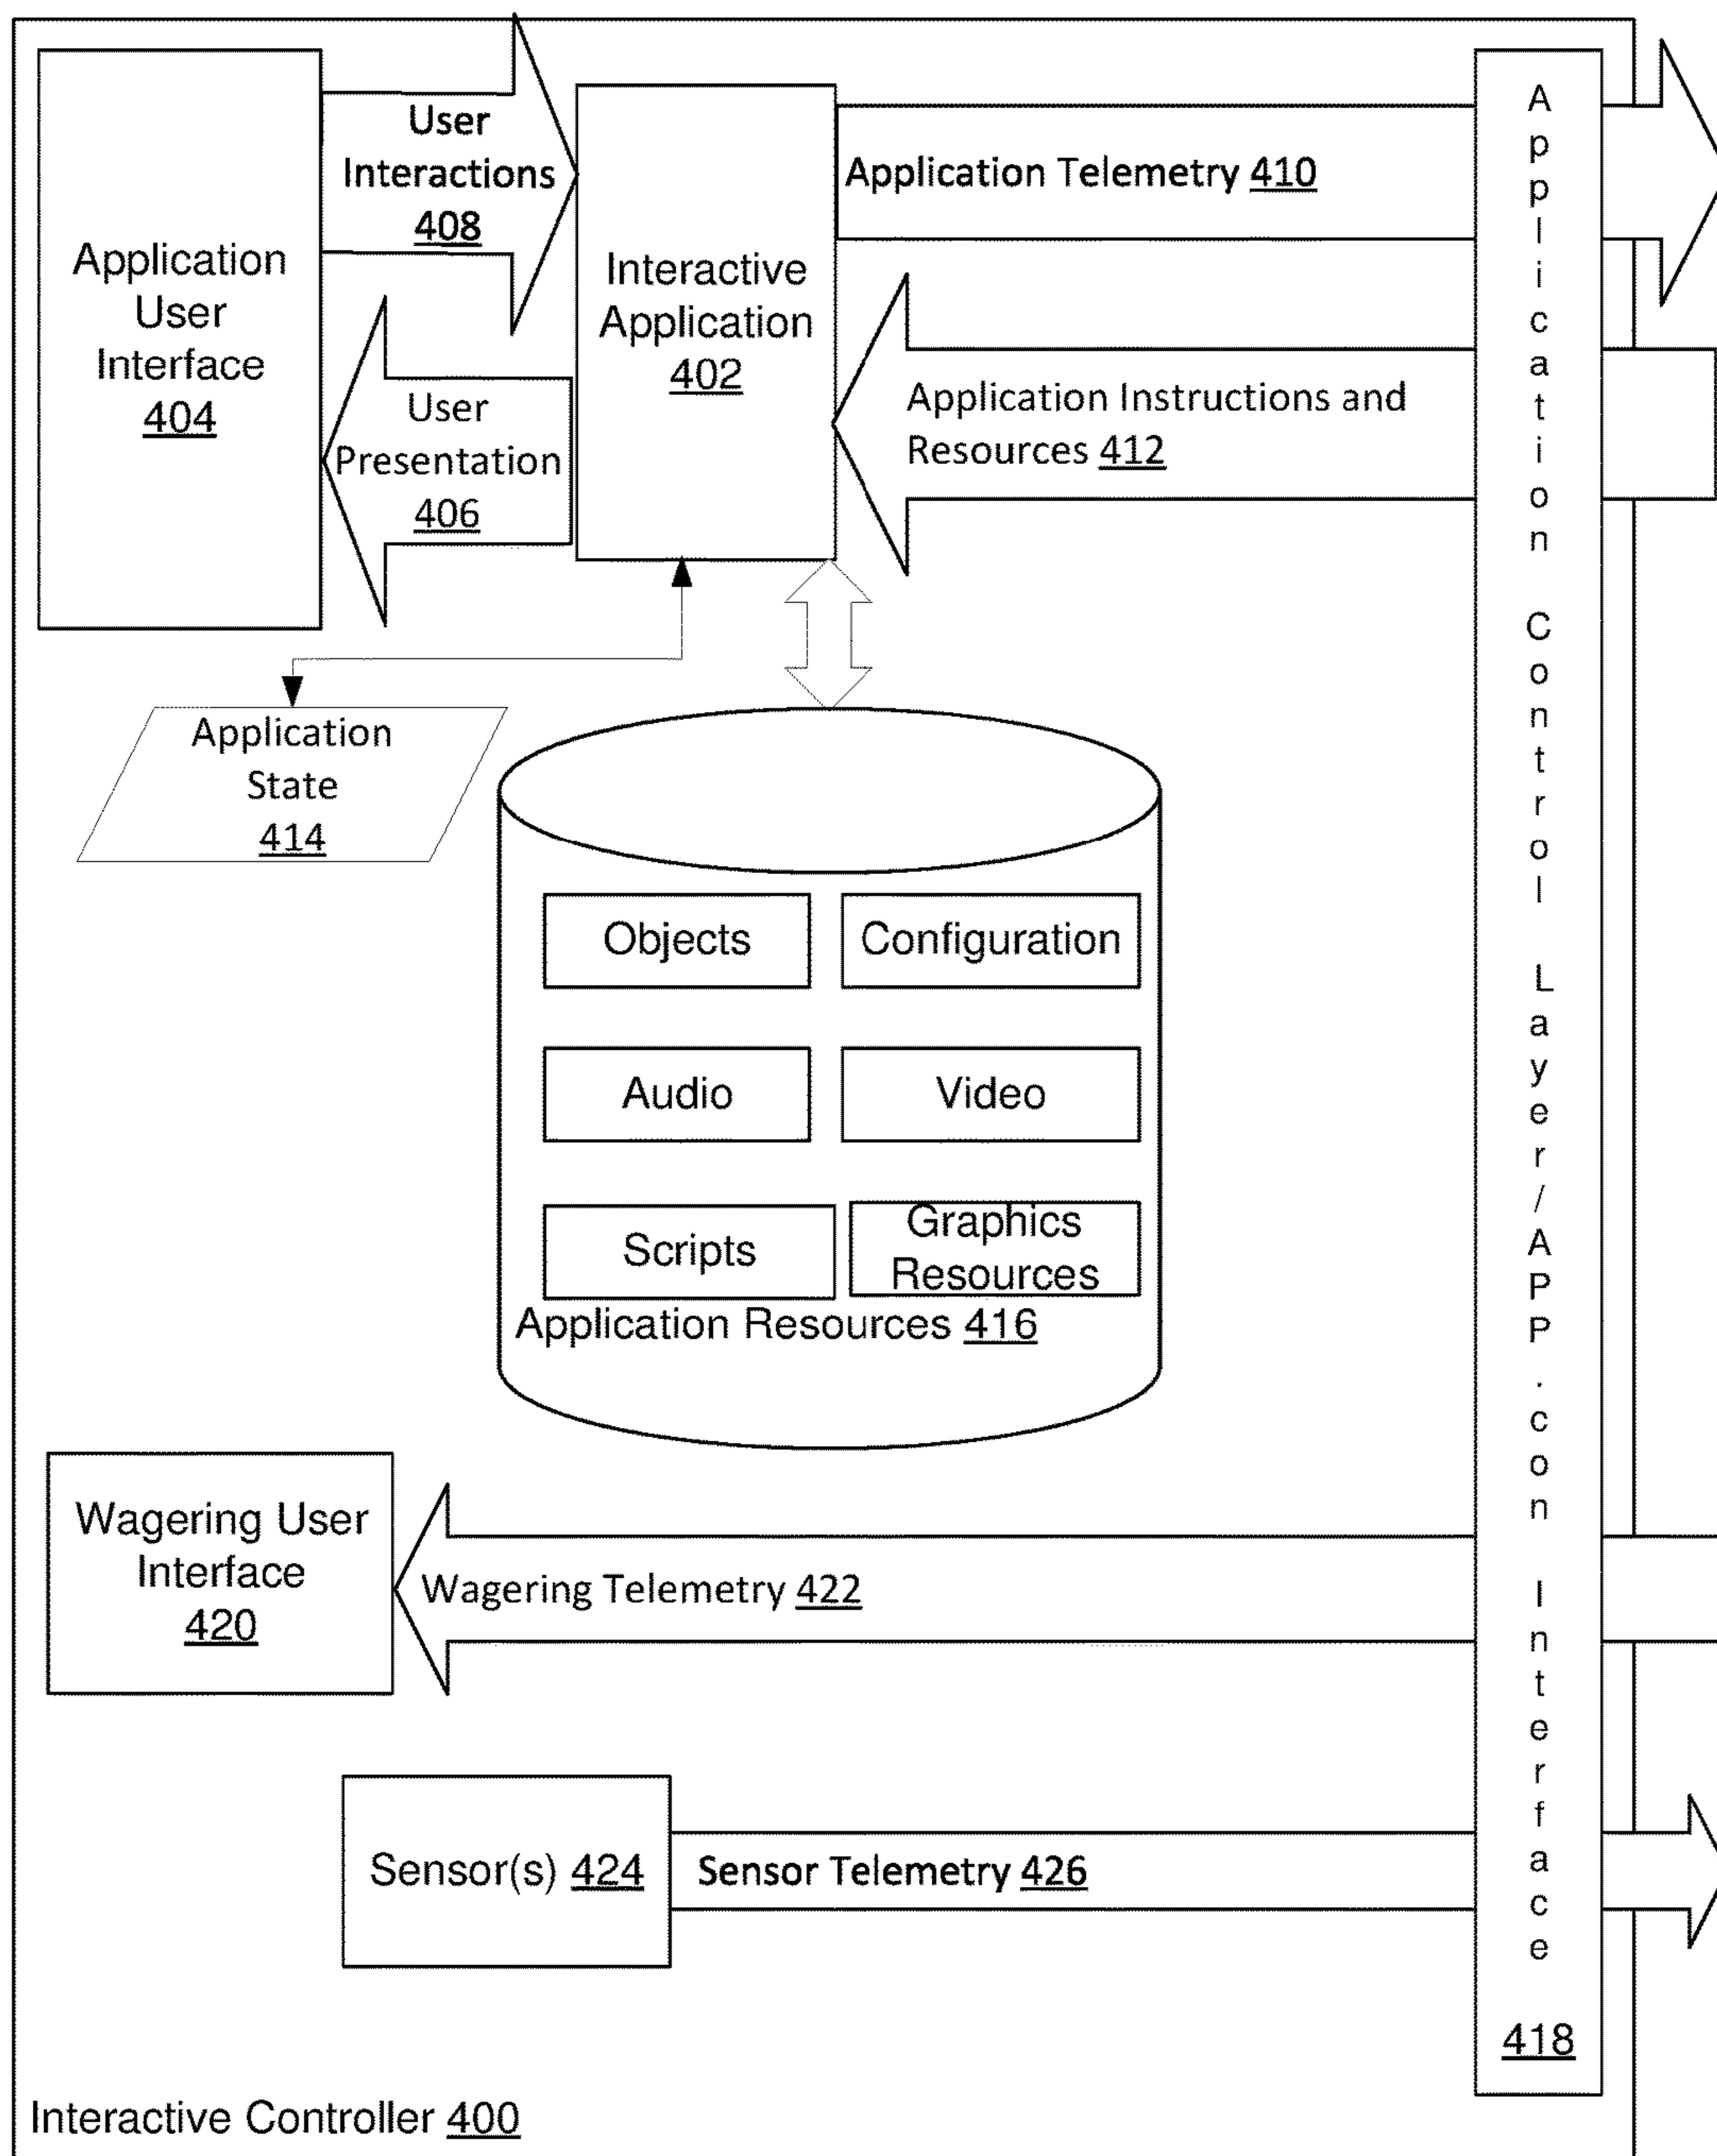 Application
User
Interface
404
User
Interactions
408
User
Presentation
406
Interactive
Application
402
Application Telemetry 410
Application Instructions and
Resources 412
Application
State
414
Objects
Configuration
Audio
Video
Scripts
Graphics
Resources
Application Resources 416
Wagering User
Interface
420
Wagering Telemetry 422
Sensor(s) 424
Sensor Telemetry 426
Application Control Layer/APP.con Interface
418
Interactive Controller 400